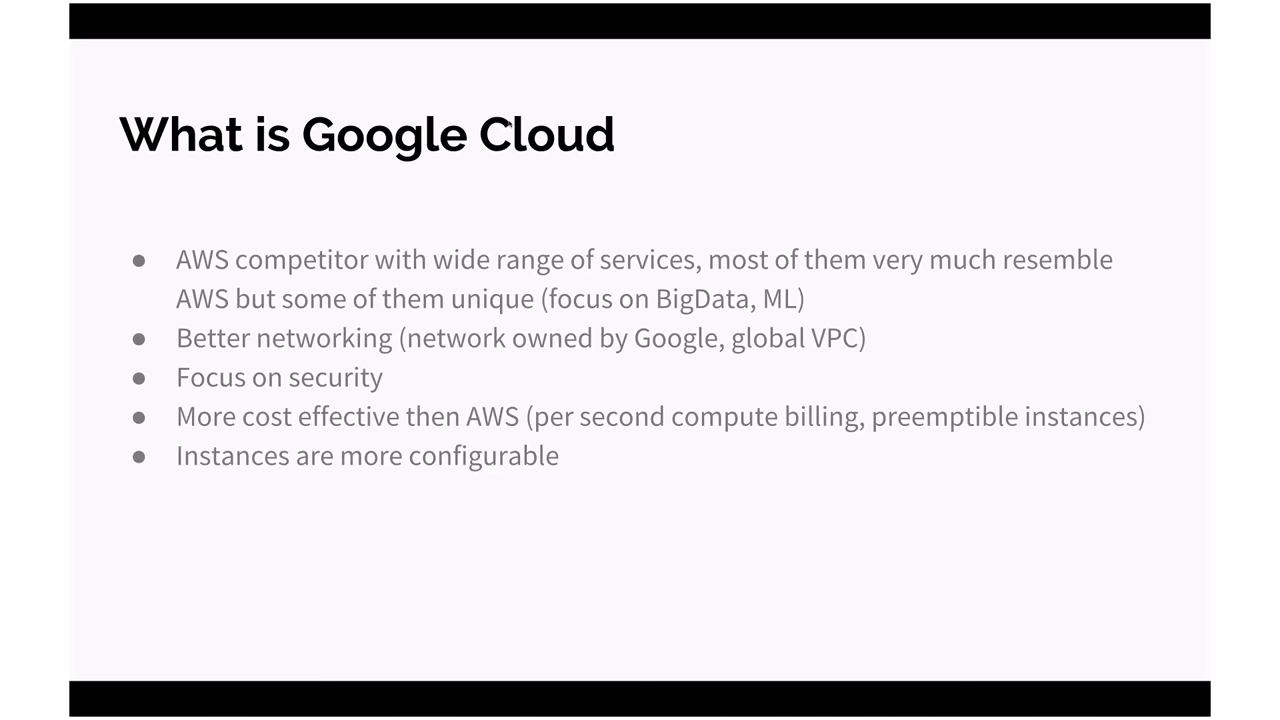 What is Google Cloud
● AWS competitor with wide range of services, most of them very much resemble
AWS but some of them unique (focus on BigData, ML)
● Better networking (network owned by Google, global VPC)
● Focus on security
● More cost effective then AWS (per second compute billing, preemptible instances)
● Instances are more configurable